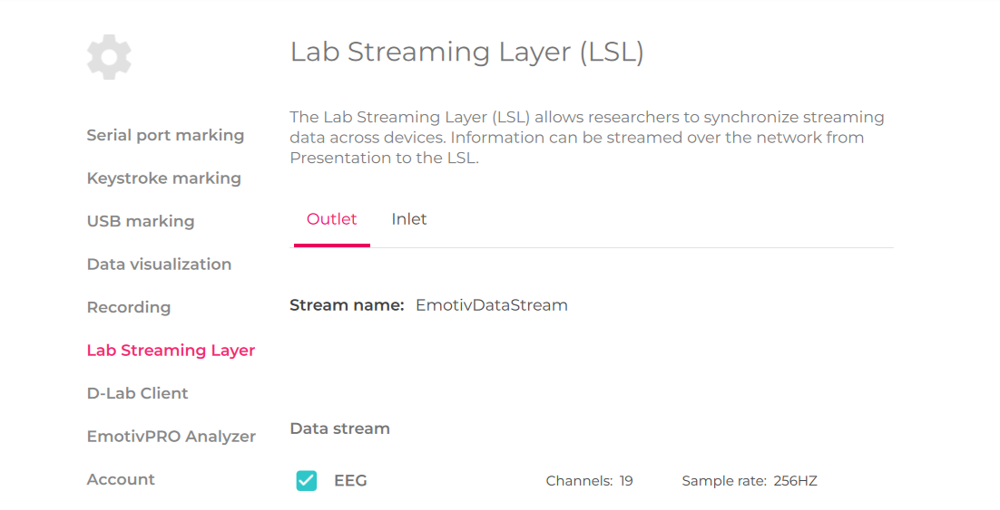 Lab Streaming Layer (LSL)
The Lab Streaming Layer (LSL) allows researchers to synchronize streaming
data across devices. Information can be streamed over the network from
Presentation to the LSL.
Serial port marking
Keystroke marking
USB marking
Data visualization
Recording
Lab Streaming Layer
D-Lab Client
EmotivPRO Analyzer
Account
Outlet Inlet
Stream name: EmotivDataStream
Data stream
EEG Channels: 19 Sample rate: 256HZ